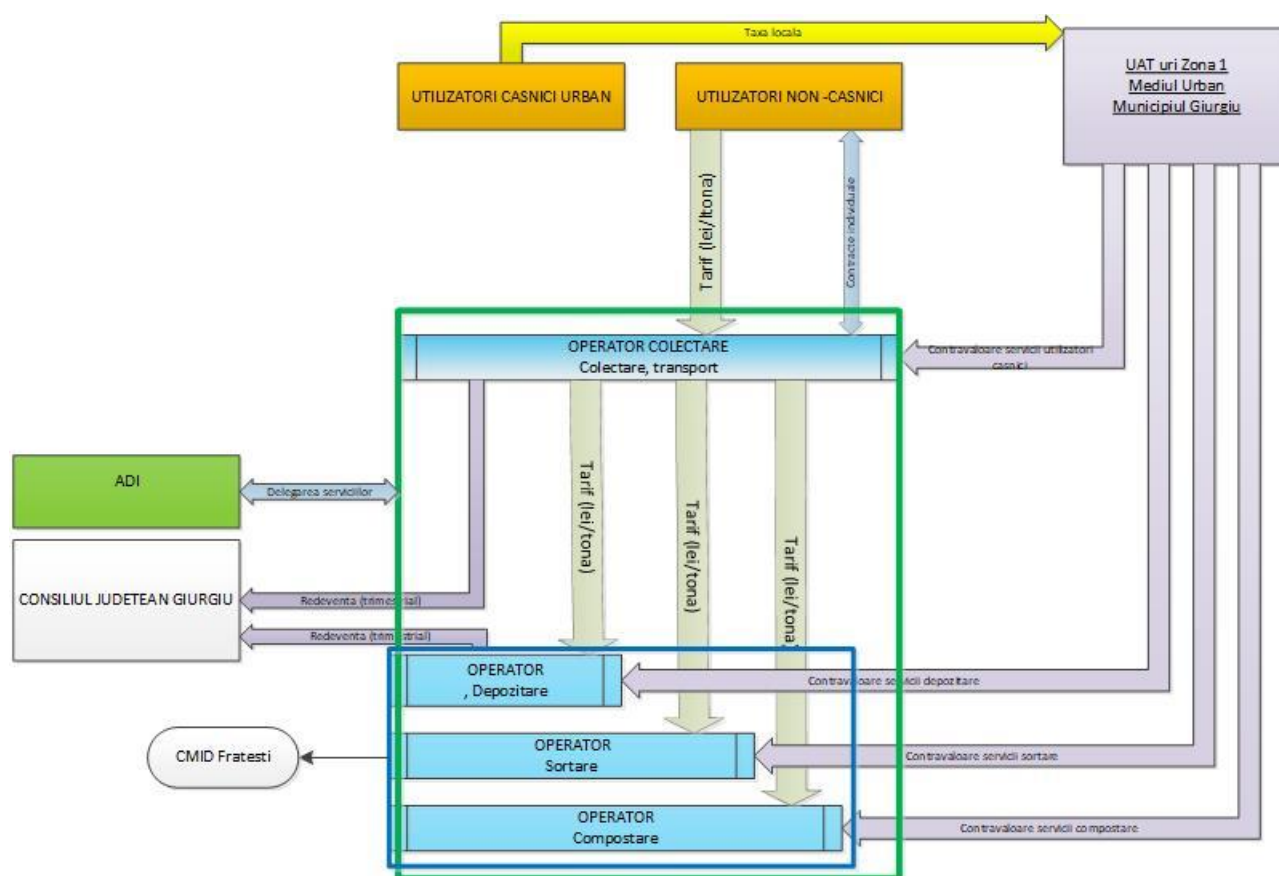 Taxa locala
UTILIZATORI CASNICI URBAN
UTILIZATORI NON -CASNICI
UAT uri Zona 1
Mediul Urban
Municipiul Giurgiu
Tarif (lei/tona)
Contracte individuale
OPERATOR COLECTARE
Colectare, transport
Contravaloare servicii utilizatori
casnici
ADI
Delegarea serviciilor
Tarif (lei/tona)
Tarif (lei/tona)
Tarif (lei/tona)
CONSILIUL JUDETEAN GIURGIU
Redeventa (trimestrial)
Redeventa (trimestrial)
OPERATOR
, Depozitare
Contravaloare servicii depozitare
CMID Fratesti
OPERATOR
Sortare
Contravaloare servicii sortare
OPERATOR
Compostare
Contravaloare servicii compostare